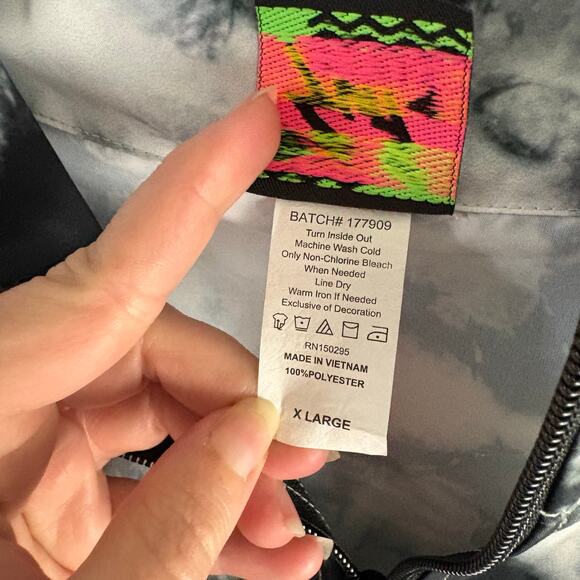 BATCH# 177909
Turn Inside Out
Machine Wash Cold
Only Non-Chlorine Bleach
When Needed
Line Dry
Warm Iron If Needed
Exclusive of Decoration
RN150295
MADE IN VIETNAM
100%POLYESTER
X LARGE